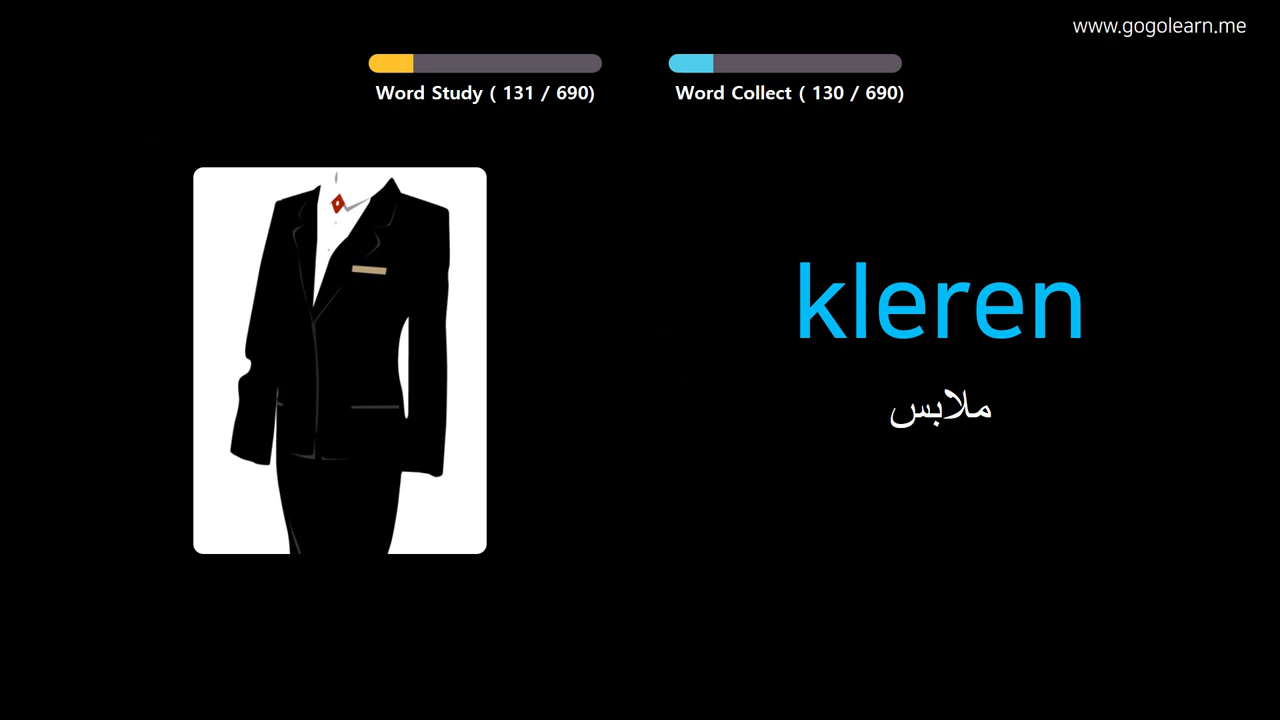 www.gogolearn.me
Word Study ( 131 / 690)
Word Collect ( 130 / 690)
kleren
ملابس